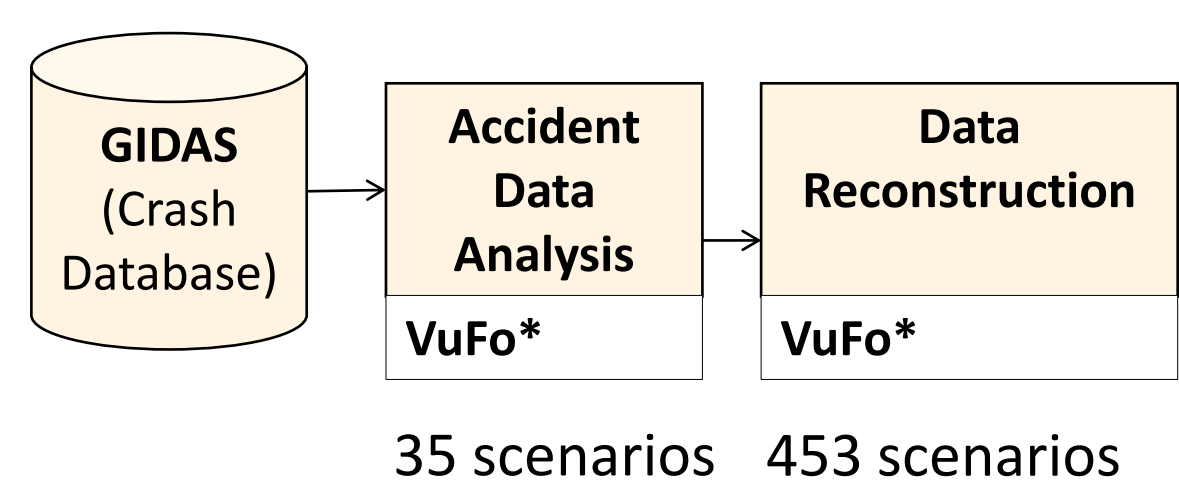 GIDAS
(Crash
Database)
Accident
Data
Analysis
VuFo*
35 scenarios
Data
Reconstruction
VuFo*
453 scenarios